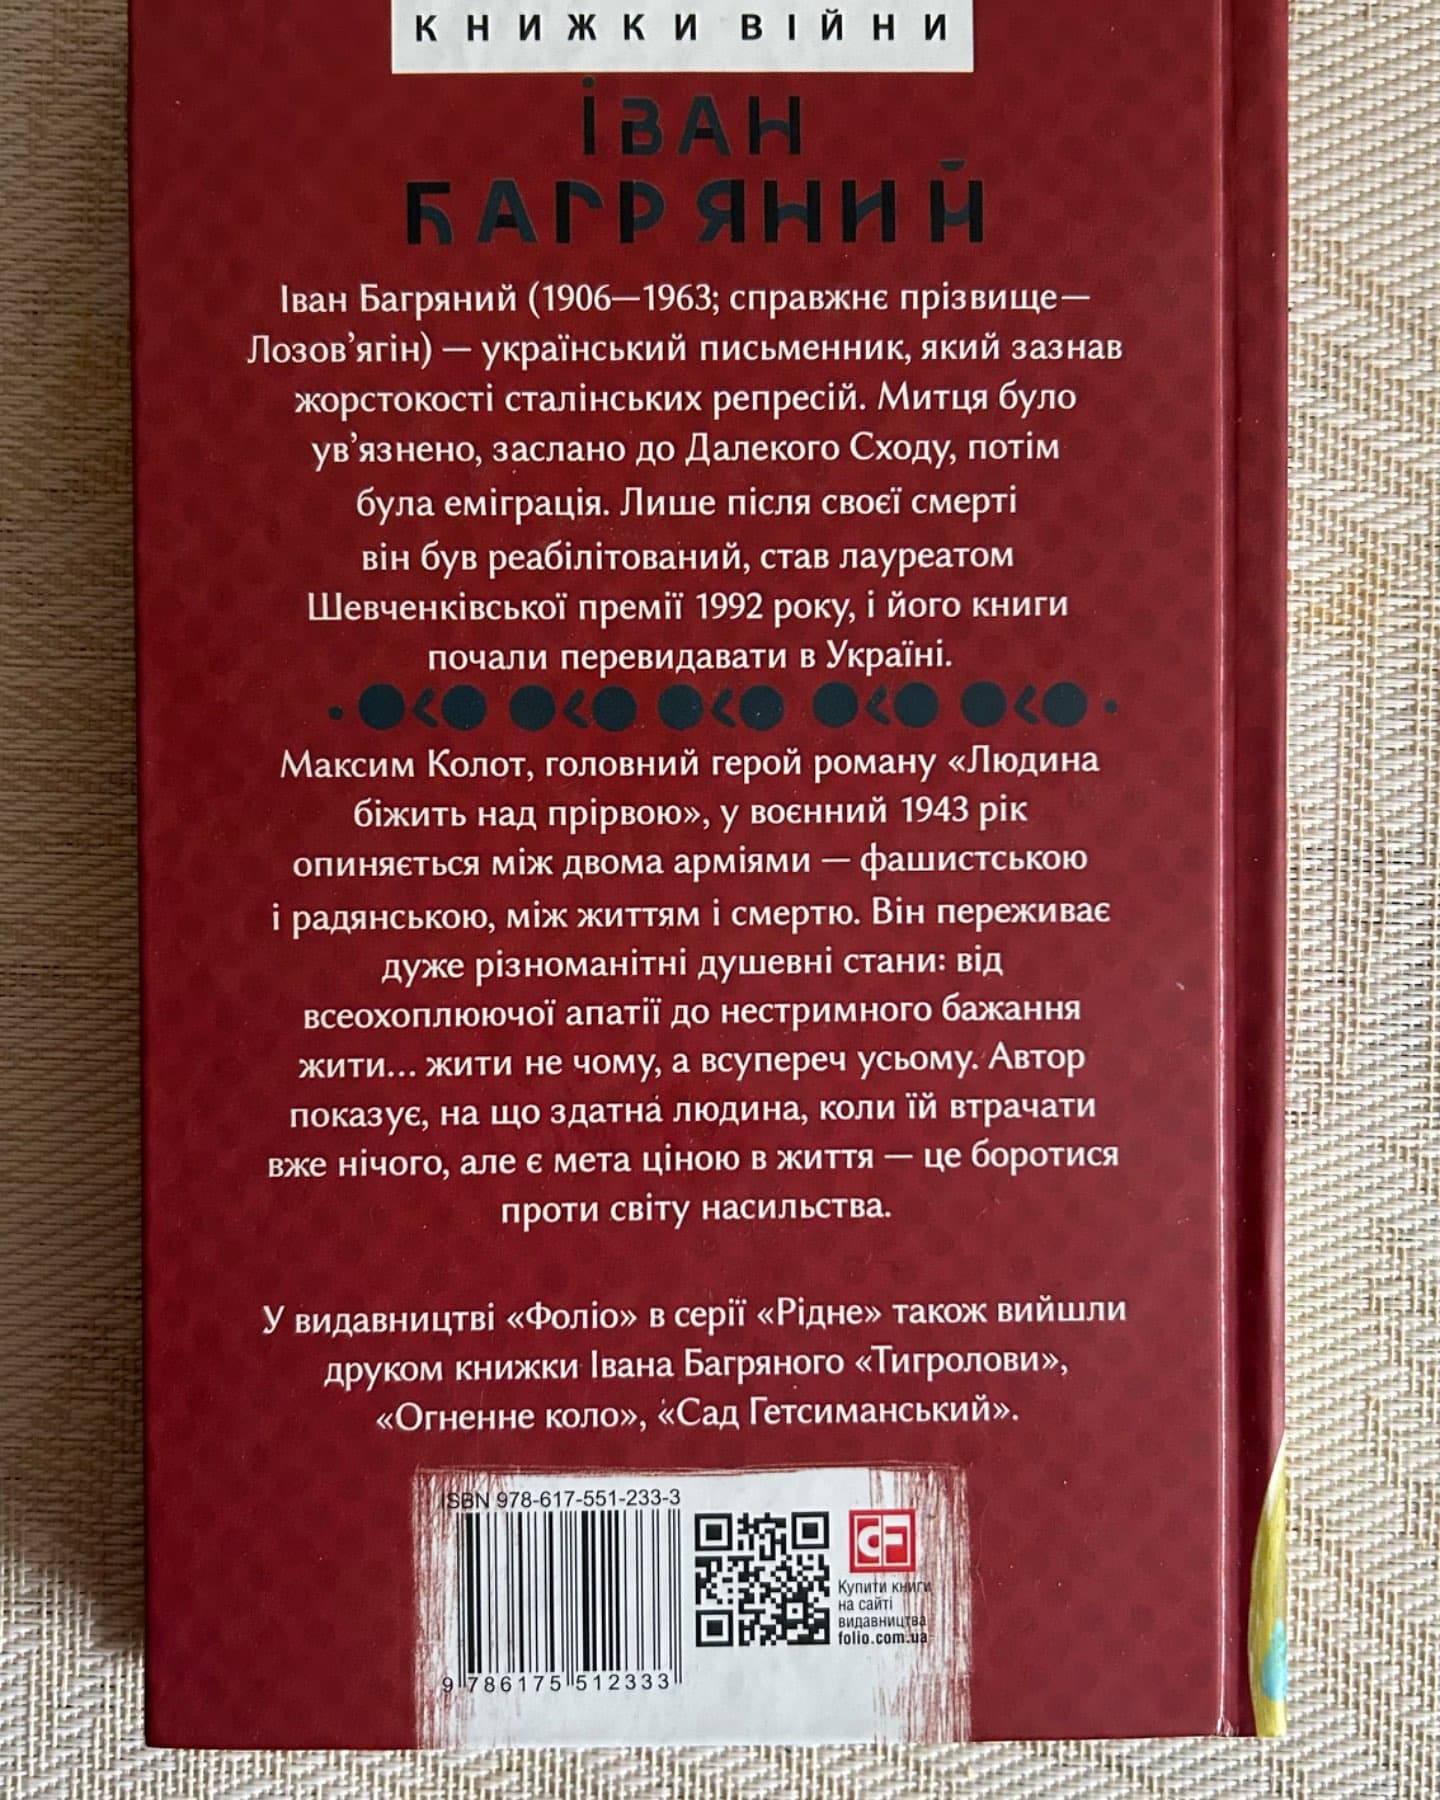 КНИЖКИ ВІЙНИ
ІВАН
БАГРЯНИЙ
Іван Багряний (1906—1963; справжнє прізвище—
Лозов’ягін) — український письменник, який зазнав
жорстокості сталінських репресій. Митця було
ув’язнено, заслано до Далекого Сходу, потім
була еміграція. Лише після своєї смерті
він був реабілітований, став лауреатом
Шевченківської премії 1992 року, і його книги
почали перевидавати в Україні.
Максим Колот, головний герой роману «Людина
біжить над прірвою», у воєнний 1943 рік
опиняється між двома арміями — фашистською
і радянською, між життям і смертю. Він переживає
дуже різноманітні душевні стани: від
всеохоплюючої апатії до нестримного бажання
жити... жити не чому, а всупереч усьому. Автор
показує, на що здатна людина, коли їй втрачати
вже нічого, але є мета ціною в життя — це боротися
проти світу насильства.
У видавництві «Фоліо» в серії «Рідне» також вийшли
друком книжки Івана Багряного «Тигролови»,
«Огненне коло», «Сад Гетсиманський».
ISBN 978-617-551-233-3
9 786175 512333
CF
Купити книги
на сайті
видавництва
folio.com.ua